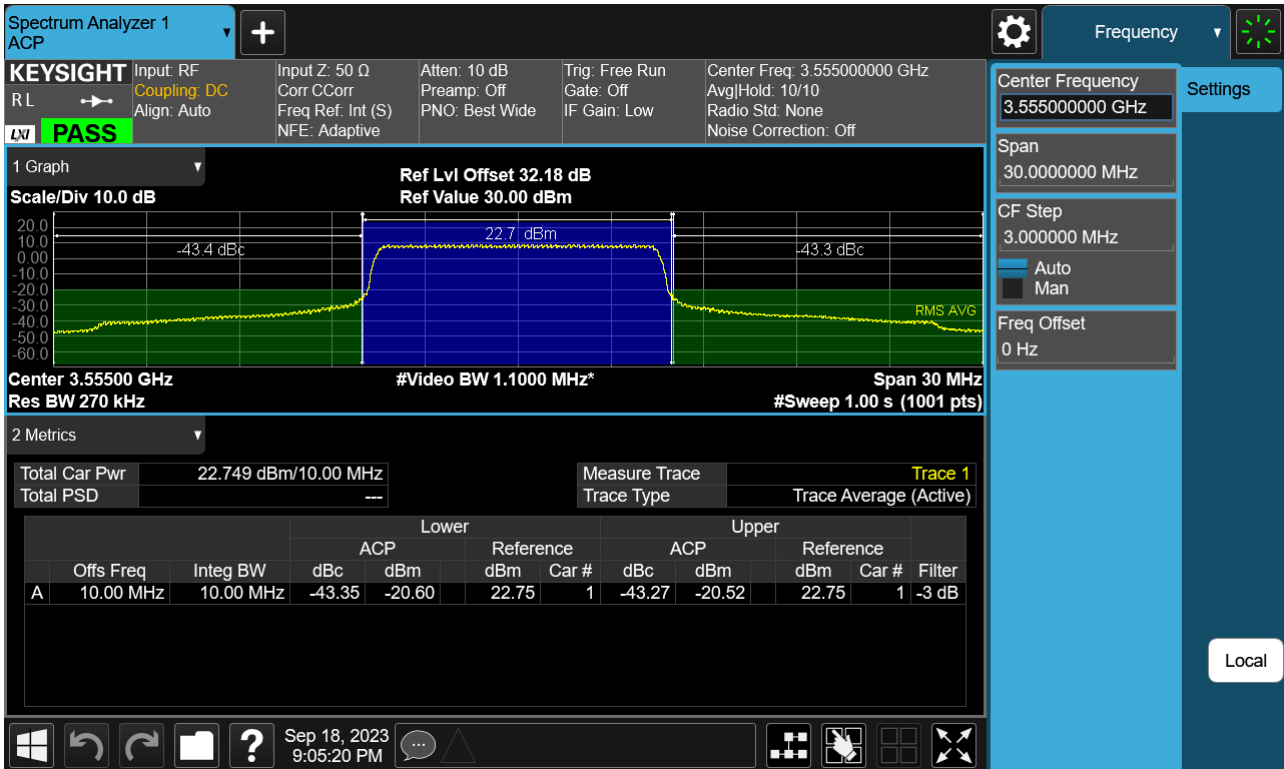 Spectrum Analyzer 1
ACP
+
Frequency
KEYSIGHT
R L
LXI
PASS
Input: RF
Coupling: DC
Align: Auto
Input Z: 50 Ω
Corr CCorr
Freq Ref: Int (S)
NFE: Adaptive
Atten: 10 dB
Preamp: Off
PNO: Best Wide
Trig: Free Run
Gate: Off
IF Gain: Low
Center Freq: 3.555000000 GHz
Avg|Hold: 10/10
Radio Std: None
Noise Correction: Off
1 Graph
Scale/Div 10.0 dB
Ref Lvl Offset 32.18 dB
Ref Value 30.00 dBm
20.0
10.0
0.00
-10.0
-20.0
-30.0
-40.0
-50.0
-60.0
-43.4 dBc
22.7 dBm
-43.3 dBc
RMS AVG
Center 3.55500 GHz
#Video BW 1.1000 MHz*
Span 30 MHz
Res BW 270 kHz
#Sweep 1.00 s (1001 pts)
2 Metrics
Total Car Pwr 22.749 dBm/10.00 MHz
Total PSD ---
Measure Trace Trace 1
Trace Type Trace Average (Active)
Lower Upper
ACP Reference ACP Reference
Offs Freq Integ BW dBc dBm dBm Car # dBc dBm dBm Car # Filter
A 10.00 MHz 10.00 MHz -43.35 -20.60 22.75 1 -43.27 -20.52 22.75 1 -3 dB
?
Sep 18, 2023
9:05:20 PM
Center Frequency
3.555000000 GHz
Span
30.0000000 MHz
CF Step
3.000000 MHz
Auto
Man
Freq Offset
0 Hz
Settings
Local